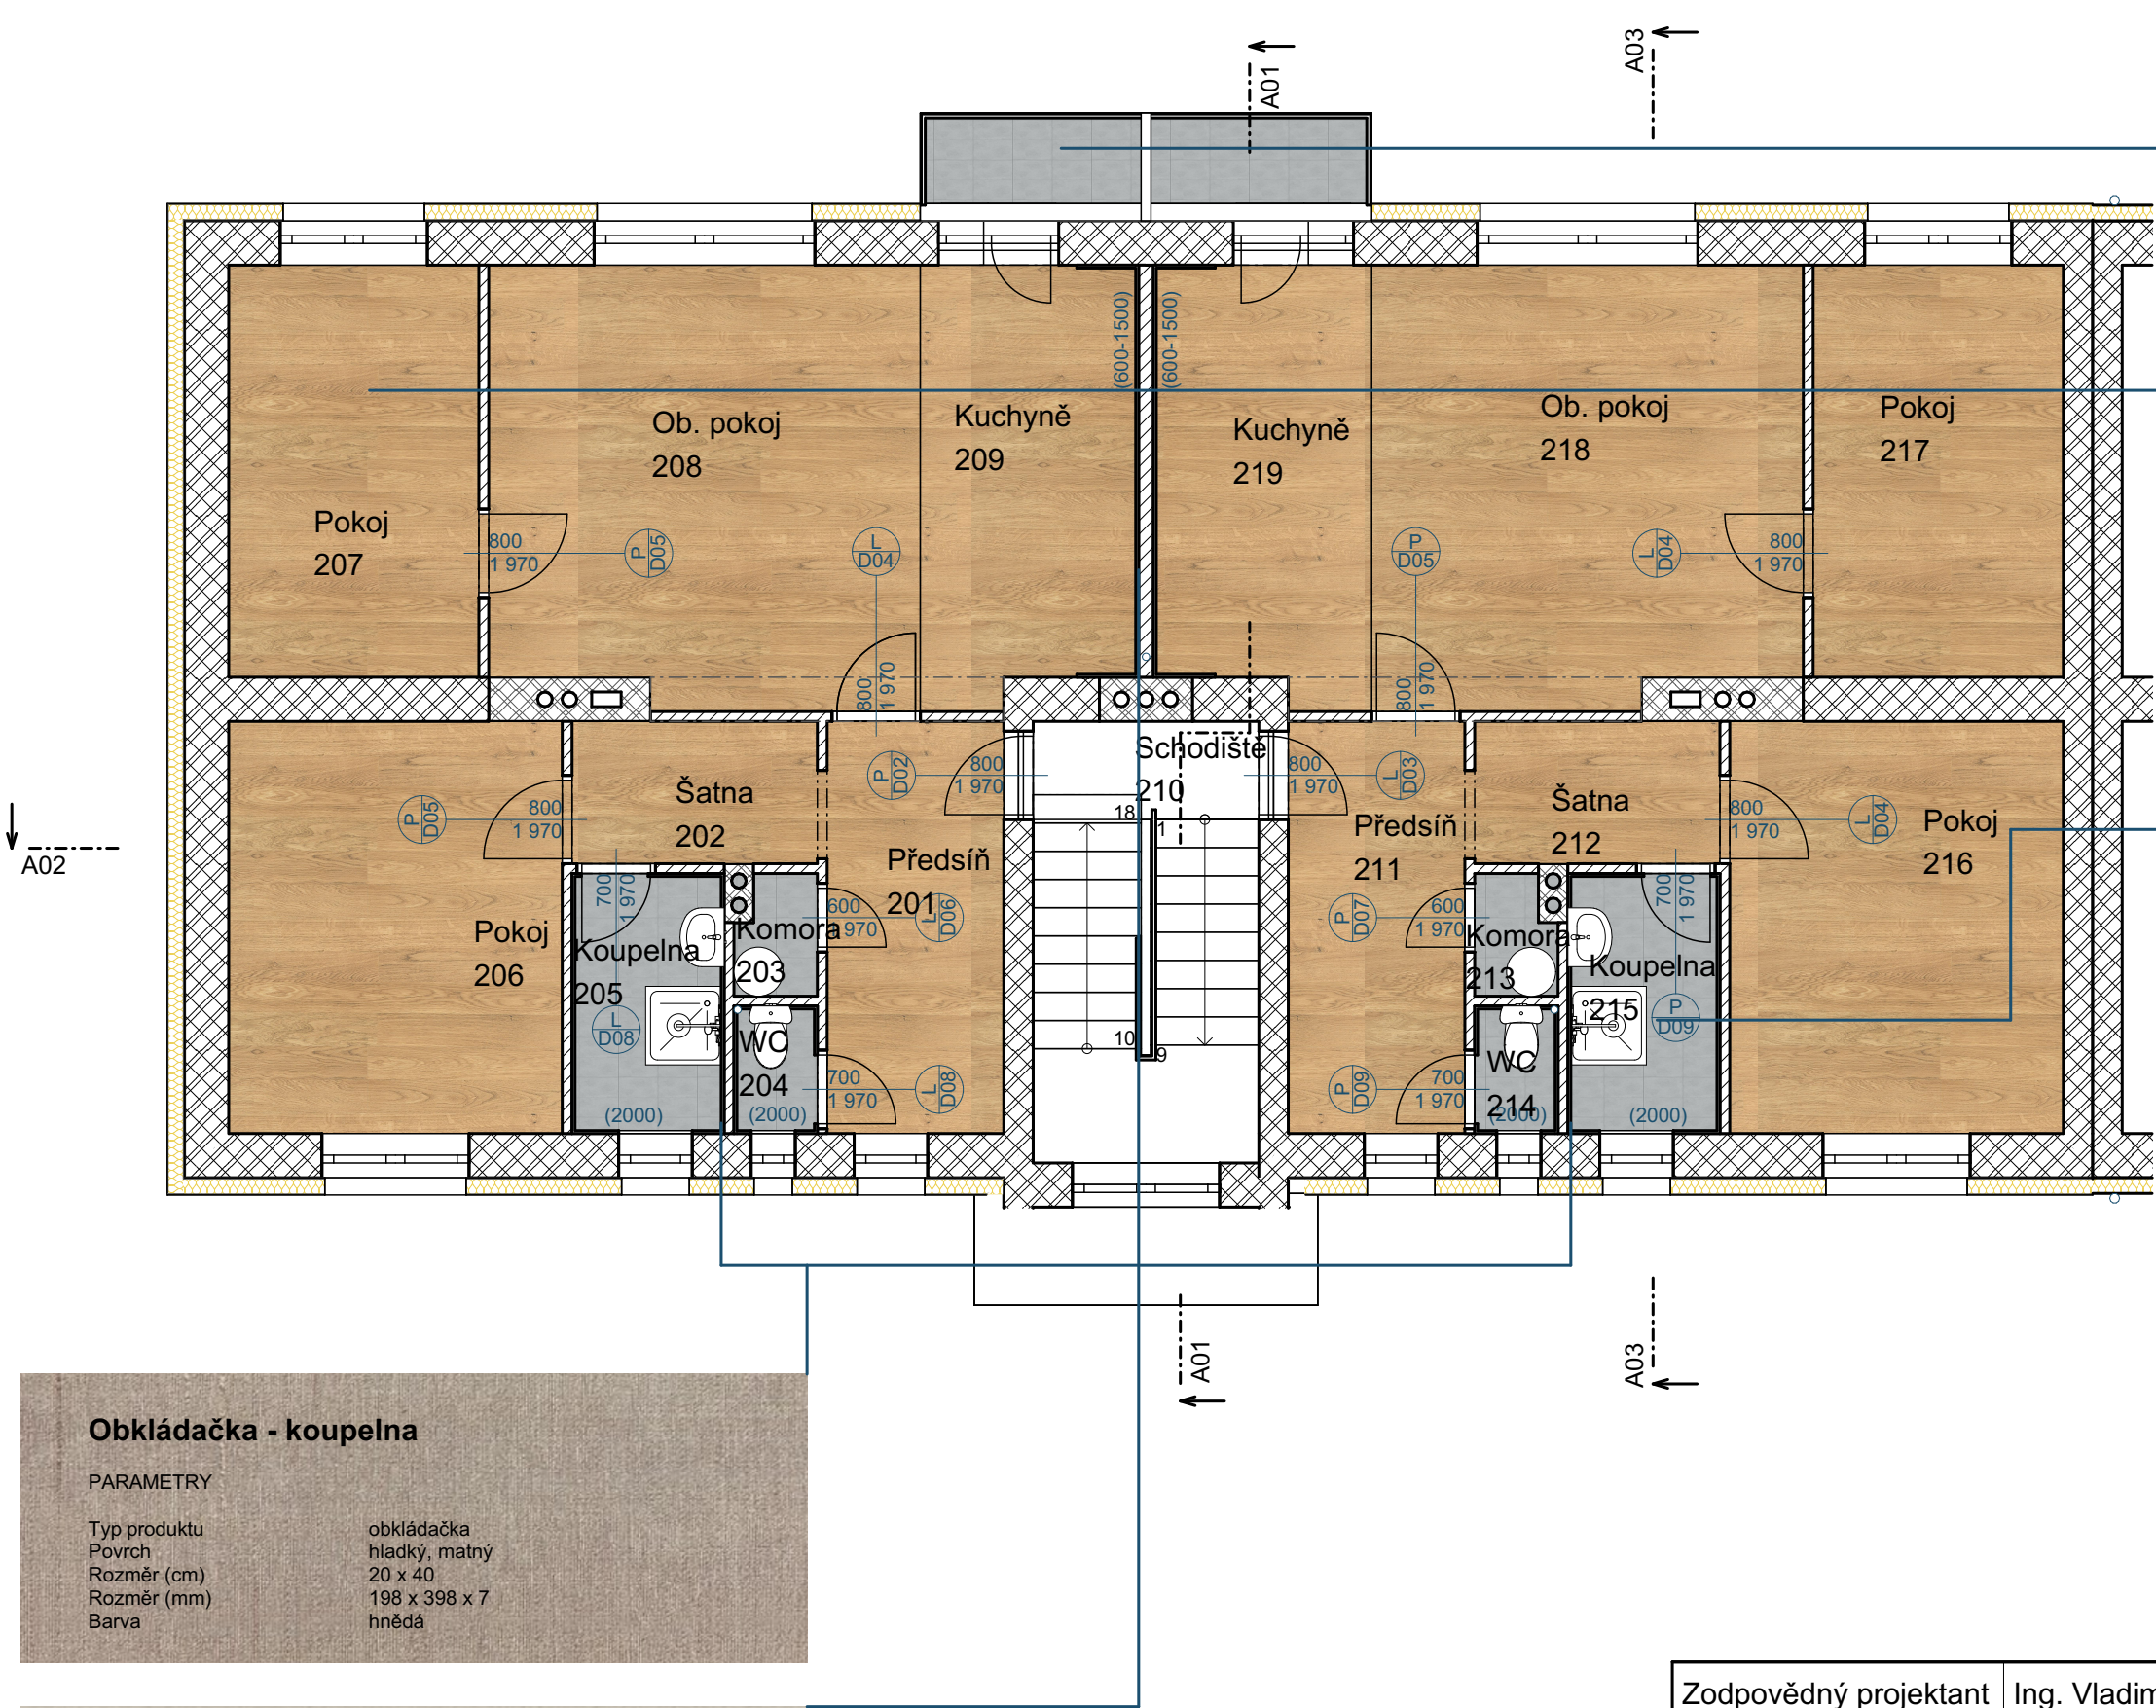 A01
A03
(600-1500)
(600-1500)
Ob. pokoj
208
Kuchyně
209
Kuchyně
219
Ob. pokoj
218
Pokoj
217
Pokoj
207
800
1 970
P
D05
L
D04
P
D05
L
D04
800
1 970
800
1 970
800
1 970
P
D02
800
1 970
Schodiště
210
800
1 970
L
D03
Šatna
202
Šatna
212
P
D05
800
1 970
18
1
Předsíň
211
800
1 970
L
D04
Pokoj
216
A02
Předsíň
201
700
1 970
600
1 970
L
D06
P
D07
600
1 970
700
1 970
Pokoj
206
Koupelna
205
Komora
203
Komora
213
Koupelna
215
L
D08
P
D09
WC
204
10
9
WC
214
700
1 970
L
D08
P
D09
700
1 970
(2000)
(2000)
(2000)
(2000)
A01
A03
Obkládačka - koupelna
PARAMETRY
Typ produktu obkládačka
Povrch hladký, matný
Rozměr (cm) 20 x 40
Rozměr (mm) 198 x 398 x 7
Barva hnědá
Zodpovědný projektant Ing. Vladim